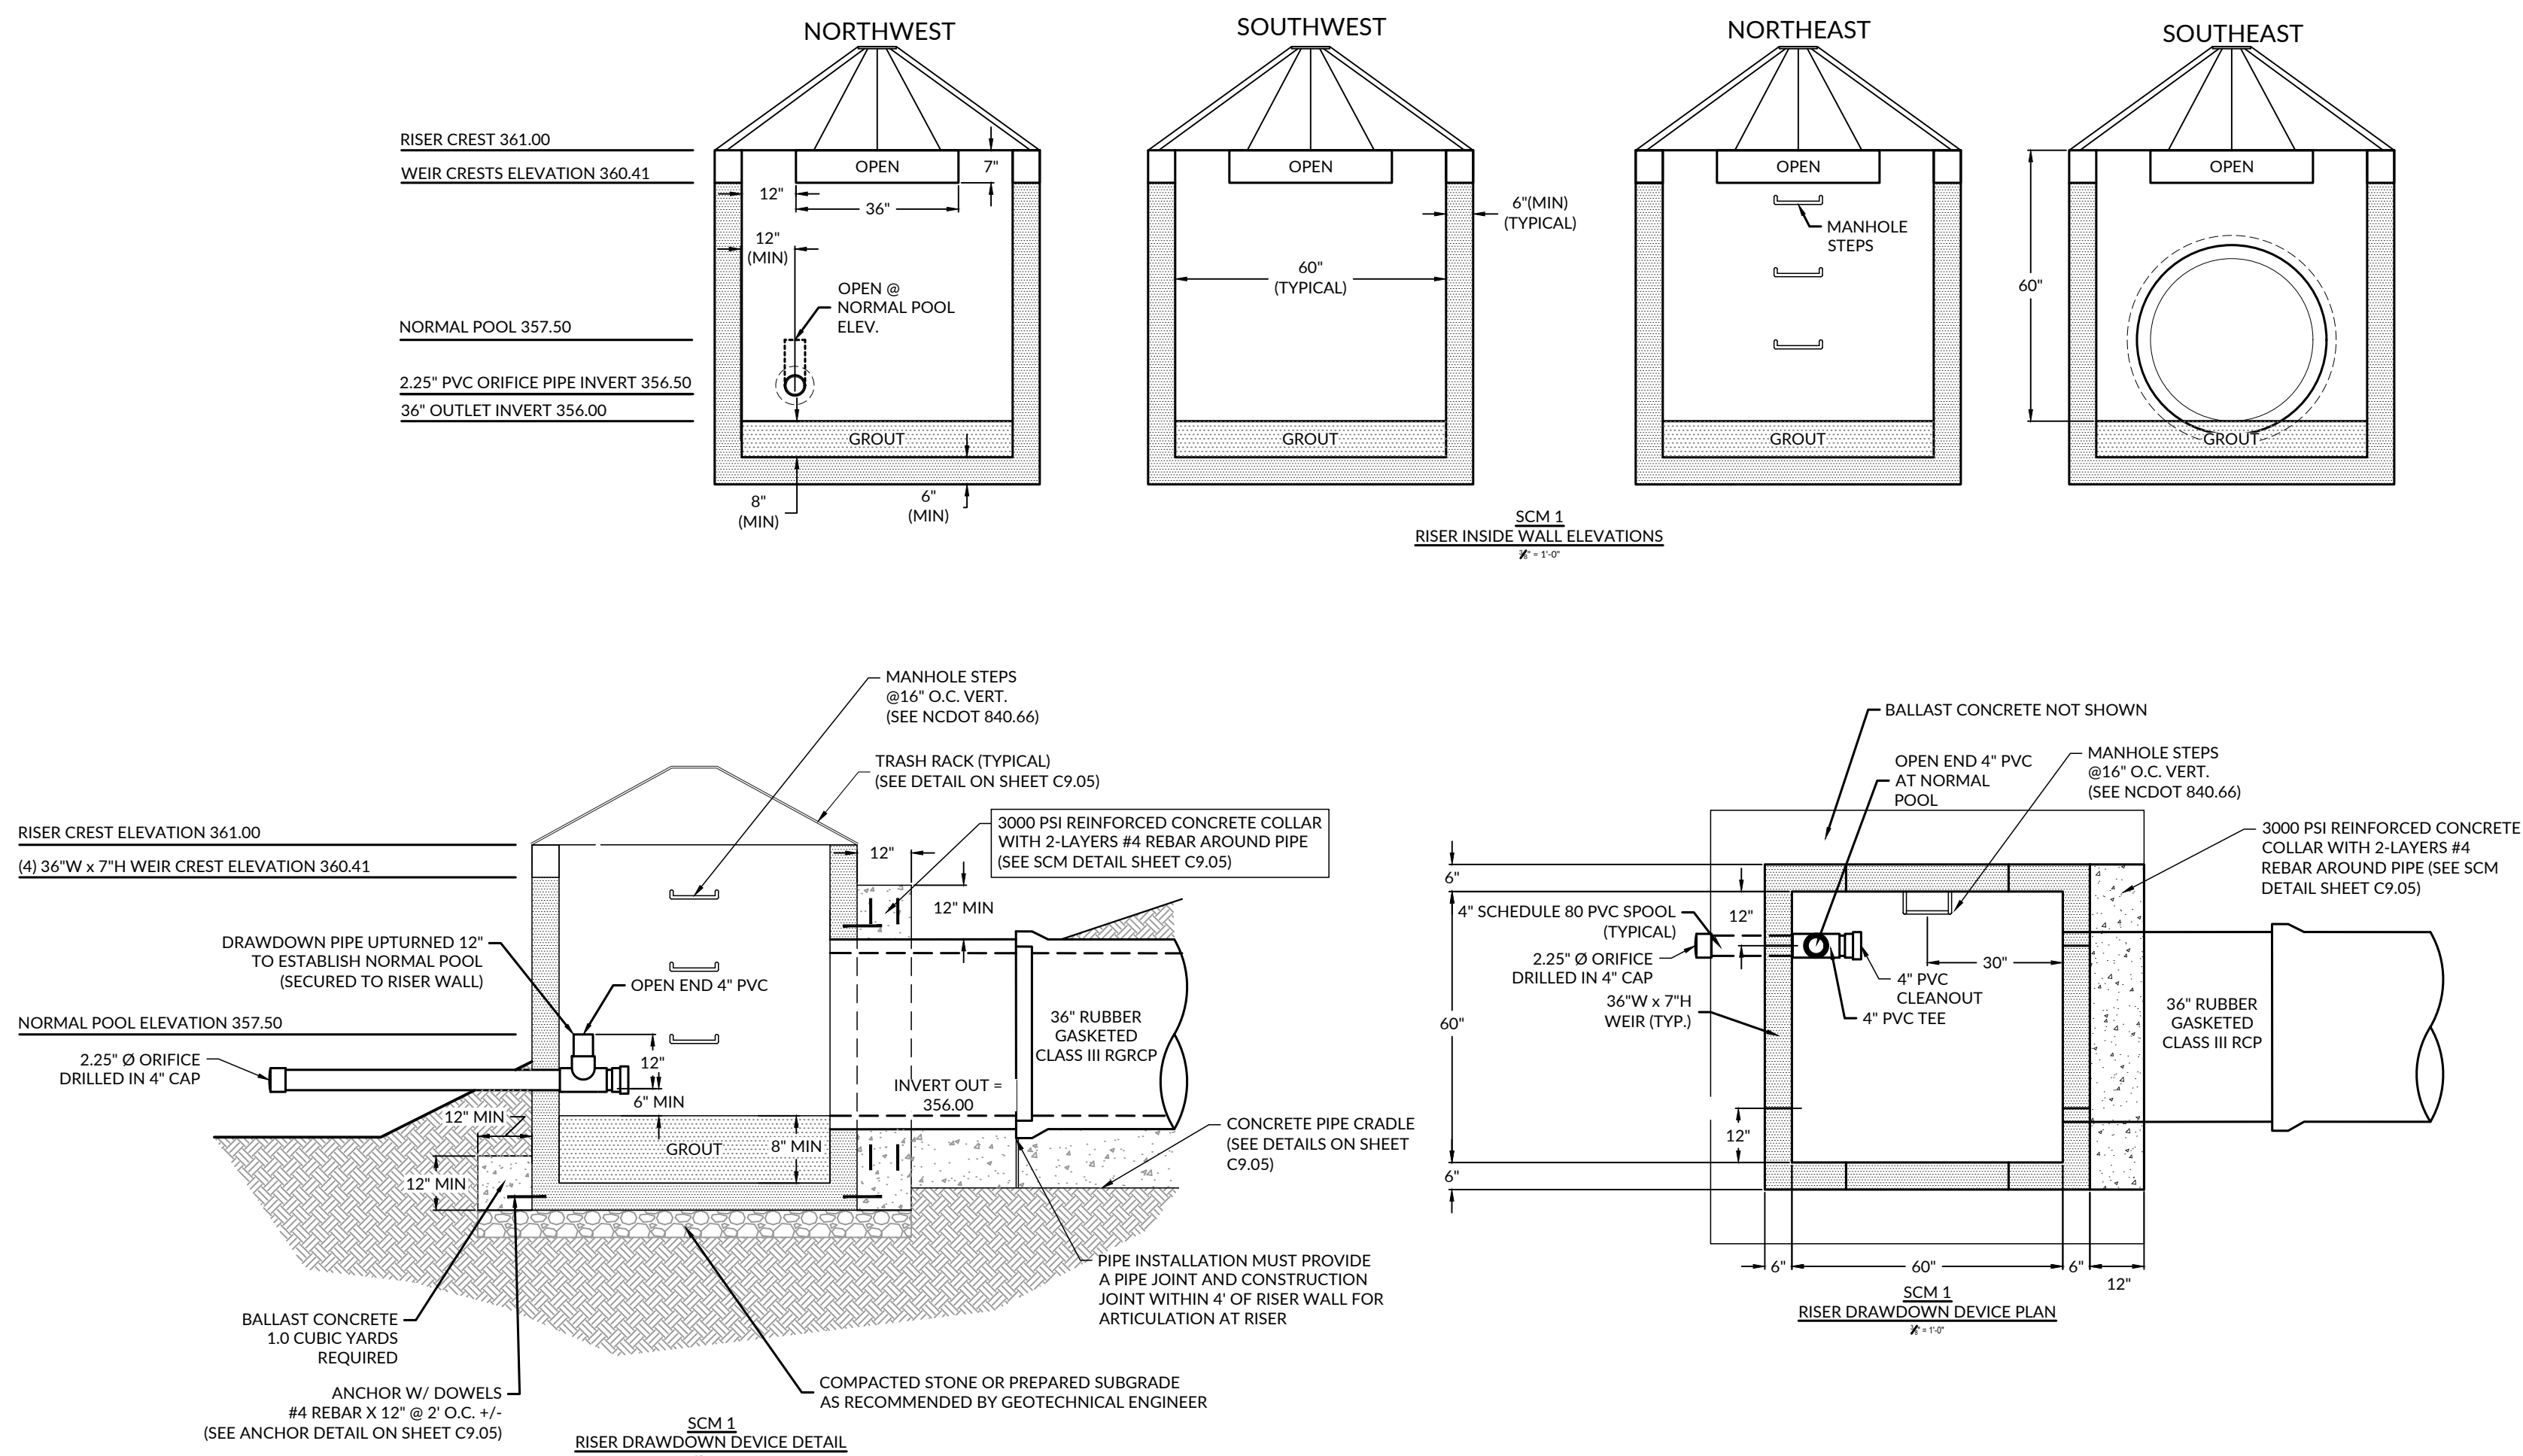 NORTHWEST
SOUTHWEST
NORTHEAST
SOUTHEAST
RISER CREST 361.00
WEIR CRESTS ELEVATION 360.41
NORMAL POOL 357.50
2.25" PVC ORIFICE PIPE INVERT 356.50
36" OUTLET INVERT 356.00
OPEN
7"
12"
36"
12"
(MIN)
OPEN @
NORMAL POOL
ELEV.
GROUT
8"
(MIN)
6"
(MIN)
OPEN
6"(MIN)
(TYPICAL)
60"
(TYPICAL)
GROUT
OPEN
MANHOLE
STEPS
GROUT
OPEN
60"
GROUT
SCM 1
RISER INSIDE WALL ELEVATIONS
= 1'-0"
MANHOLE STEPS
@16" O.C. VERT.
(SEE NCDOT 840.66)
TRASH RACK (TYPICAL)
(SEE DETAIL ON SHEET C9.05)
3000 PSI REINFORCED CONCRETE COLLAR
WITH 2-LAYERS #4 REBAR AROUND PIPE
(SEE SCM DETAIL SHEET C9.05)
RISER CREST ELEVATION 361.00
(4) 36"W x 7"H WEIR CREST ELEVATION 360.41
12"
12" MIN
DRAWDOWN PIPE UPTURNED 12"
TO ESTABLISH NORMAL POOL
(SECURED TO RISER WALL)
OPEN END 4" PVC
NORMAL POOL ELEVATION 357.50
2.25" Ø ORIFICE
DRILLED IN 4" CAP
12"
6" MIN
36" RUBBER
GASKETED
CLASS III RGRCP
INVERT OUT =
356.00
12" MIN
GROUT
8" MIN
12" MIN
CONCRETE PIPE CRADLE
(SEE DETAILS ON SHEET
C9.05)
PIPE INSTALLATION MUST PROVIDE
A PIPE JOINT AND CONSTRUCTION
JOINT WITHIN 4' OF RISER WALL FOR
ARTICULATION AT RISER
BALLAST CONCRETE
1.0 CUBIC YARDS
REQUIRED
ANCHOR W/ DOWELS
#4 REBAR X 12" @ 2' O.C. +/-
(SEE ANCHOR DETAIL ON SHEET C9.05)
COMPACTED STONE OR PREPARED SUBGRADE
AS RECOMMENDED BY GEOTECHNICAL ENGINEER
SCM 1
RISER DRAWDOWN DEVICE DETAIL
BALLAST CONCRETE NOT SHOWN
OPEN END 4" PVC
AT NORMAL
POOL
MANHOLE STEPS
@16" O.C. VERT.
(SEE NCDOT 840.66)
3000 PSI REINFORCED CONCRETE
COLLAR WITH 2-LAYERS #4
REBAR AROUND PIPE (SEE SCM
DETAIL SHEET C9.05)
6"
4" SCHEDULE 80 PVC SPOOL
(TYPICAL)
12"
2.25" Ø ORIFICE
DRILLED IN 4" CAP
30"
4" PVC
CLEANOUT
4" PVC TEE
36"W x 7"H
WEIR (TYP.)
60"
36" RUBBER
GASKETED
CLASS III RCP
12"
6"
6"
60"
6"
12"
SCM 1
RISER DRAWDOWN DEVICE PLAN
= 1'-0"